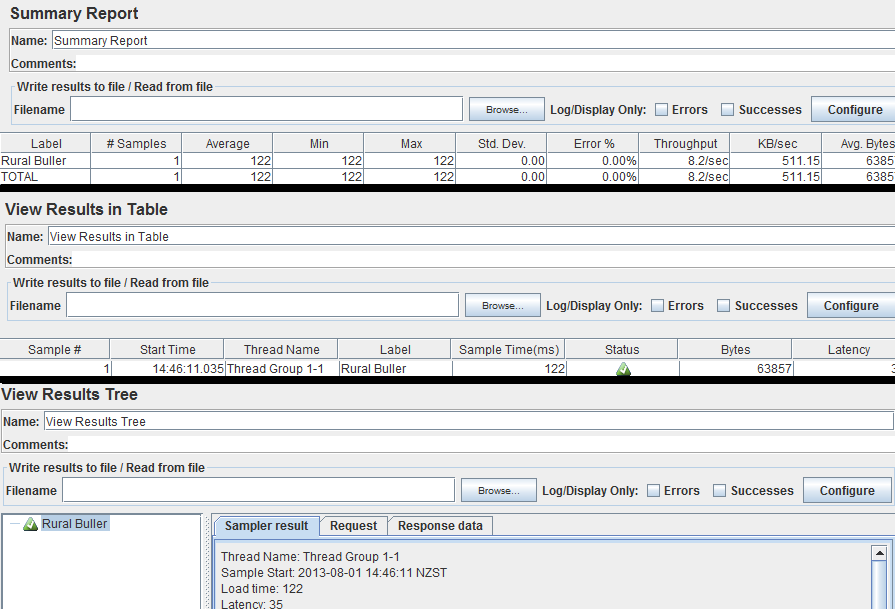 Summary Report
Name: Summary Report
Comments:
Write results to file / Read from file
Filename Browse... Log/Display Only: Errors Successes Configure
Label # Samples Average Min Max Std. Dev. Error % Throughput KB/sec Avg. Bytes
Rural Buller 1 122 122 122 0.00 0.00% 8.2/sec 511.15 6385
TOTAL 1 122 122 122 0.00 0.00% 8.2/sec 511.15 6385
View Results in Table
Name: View Results in Table
Comments:
Write results to file / Read from file
Filename Browse... Log/Display Only: Errors Successes Configure
Sample # Start Time Thread Name Label Sample Time(ms) Status Bytes Latency
1 14:46:11.035 Thread Group 1-1 Rural Buller 122 63857
View Results Tree
Name: View Results Tree
Comments:
Write results to file / Read from file
Filename Browse... Log/Display Only: Errors Successes Configure
Rural Buller
Sampler result Request Response data
Thread Name: Thread Group 1-1
Sample Start: 2013-08-01 14:46:11 NZST
Load time: 122
Latency: 35